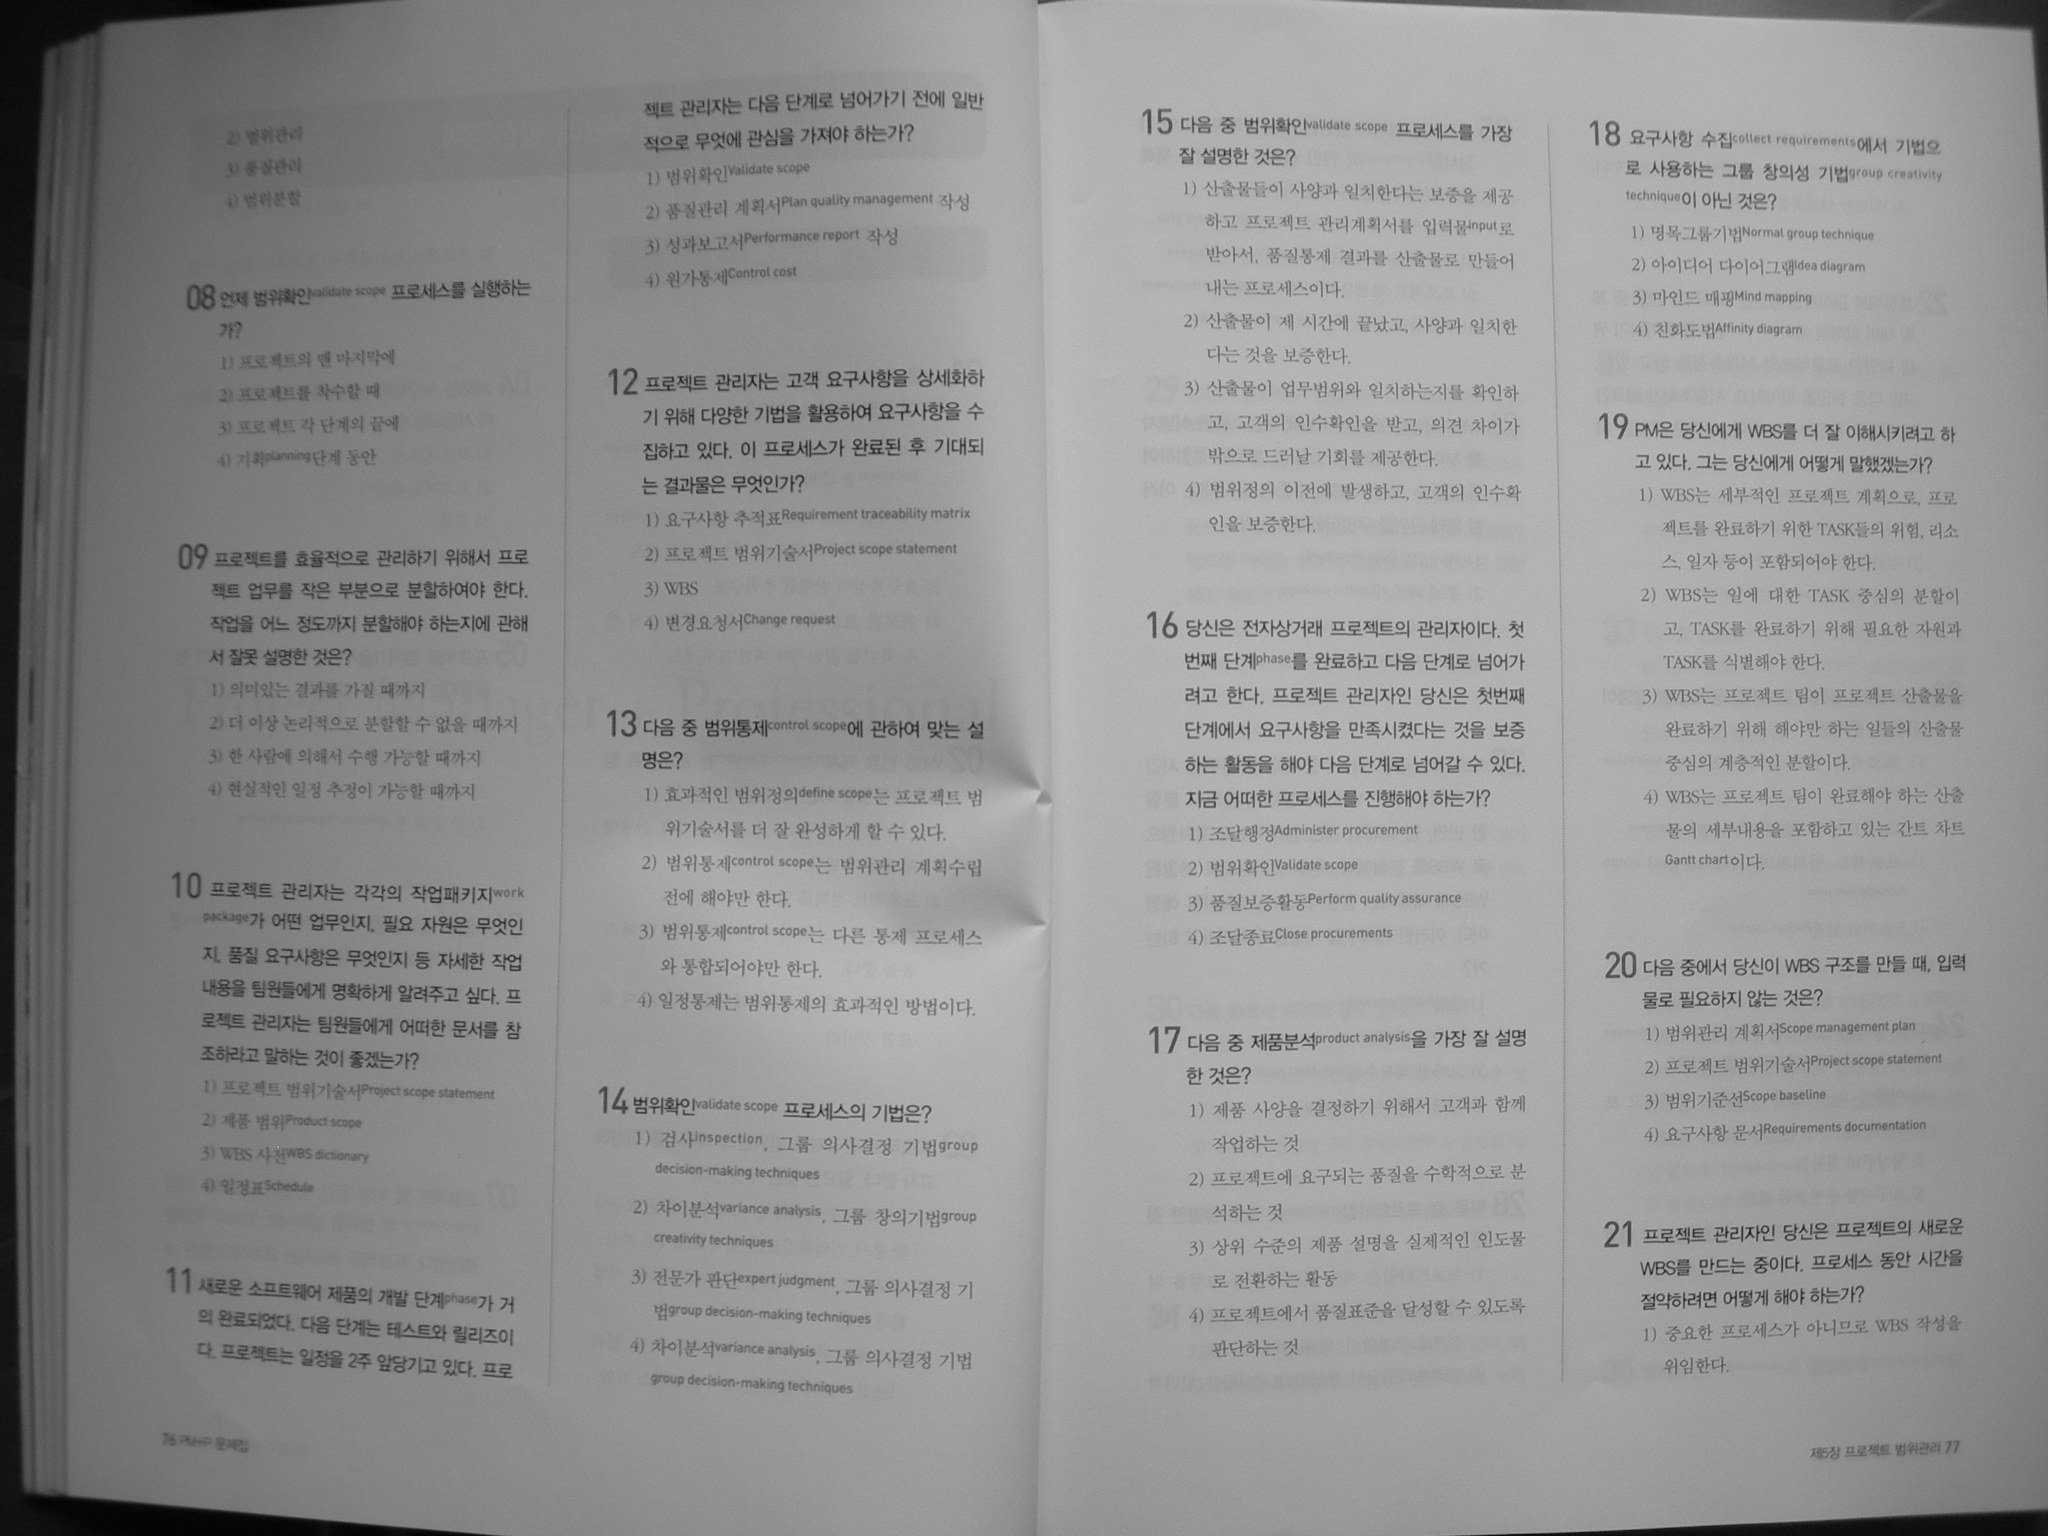 2) 범위관리
3) 품질관리
4) 범위분할
08 언제 범위확인validate scope 프로세스를 실행하는
가?
1) 프로젝트의 맨 마지막에
2) 프로젝트를 착수할 때
3) 프로젝트 각 단계의 끝에
4) 기획planning단계 동안
09 프로젝트를 효율적으로 관리하기 위해서 프로
젝트 업무를 작은 부분으로 분할하여야 한다.
작업을 어느 정도까지 분할해야 하는지에 관해
서 잘못 설명한 것은?
1) 의미있는 결과를 가질 때까지
2) 더 이상 논리적으로 분할할 수 없을 때까지
3) 한 사람에 의해서 수행 가능할 때까지
4) 현실적인 일정 추정이 가능할 때까지
10 프로젝트 관리자는 각각의 작업패키지work
package가 어떤 업무인지, 필요 자원은 무엇인
지, 품질 요구사항은 무엇인지 등 자세한 작업
내용을 팀원들에게 명확하게 알려주고 싶다. 프
로젝트 관리자는 팀원들에게 어떠한 문서를 참
조하라고 말하는 것이 좋겠는가?
1) 프로젝트 범위기술서Project scope statement
2) 제품 범위Product scope
3) WBS 사전WBS dictionary
4) 일정표Schedule
11 새로운 소프트웨어 제품의 개발 단계phase가 거
의 완료되었다. 다음 단계는 테스트와 릴리즈이
다. 프로젝트는 일정을 2주 앞당기고 있다. 프로
76 PMP 문제집
젝트 관리자는 다음 단계로 넘어가기 전에 일반
적으로 무엇에 관심을 가져야 하는가?
1) 범위확인Validate scope
2) 품질관리 계획서Plan quality management 작성
3) 성과보고서Performance report 작성
4) 원가통제Control cost
12 프로젝트 관리자는 고객 요구사항을 상세화하
기 위해 다양한 기법을 활용하여 요구사항을 수
집하고 있다. 이 프로세스가 완료된 후 기대되
는 결과물은 무엇인가?
1) 요구사항 추적표Requirement traceability matrix
2) 프로젝트 범위기술서Project scope statement
3) WBS
4) 변경요청서Change request
13 다음 중 범위통제control scope에 관하여 맞는 설
명은?
1) 효과적인 범위정의define scope는 프로젝트 범
위기술서를 더 잘 완성하게 할 수 있다.
2) 범위통제control scope는 범위관리 계획수립
전에 해야만 한다.
3) 범위통제control scope는 다른 통제 프로세스
와 통합되어야만 한다.
4) 일정통제는 범위통제의 효과적인 방법이다.
14 범위확인validate scope 프로세스의 기법은?
1) 검사inspection, 그룹 의사결정 기법group
decision-making techniques
2) 차이분석variance analysis, 그룹 창의기법group
creativity techniques
3) 전문가 판단expert judgment, 그룹 의사결정 기
법group decision-making techniques
4) 차이분석variance analysis, 그룹 의사결정 기법
group decision-making techniques
15 다음 중 범위확인validate scope 프로세스를 가장
잘 설명한 것은?
1) 산출물들이 사양과 일치한다는 보증을 제공
하고 프로젝트 관리계획서를 입력물input로
받아서, 품질통제 결과를 산출물로 만들어
내는 프로세스이다.
2) 산출물이 제 시간에 끝났고, 사양과 일치한
다는 것을 보증한다.
3) 산출물이 업무범위와 일치하는지를 확인하
고, 고객의 인수확인을 받고, 의견 차이가
밖으로 드러날 기회를 제공한다.
4) 범위정의 이전에 발생하고, 고객의 인수확
인을 보증한다.
16 당신은 전자상거래 프로젝트의 관리자이다. 첫
번째 단계phase를 완료하고 다음 단계로 넘어가
려고 한다. 프로젝트 관리자인 당신은 첫번째
단계에서 요구사항을 만족시켰다는 것을 보증
하는 활동을 해야 다음 단계로 넘어갈 수 있다.
지금 어떠한 프로세스를 진행해야 하는가?
1) 조달행정Administer procurement
2) 범위확인Validate scope
3) 품질보증활동Perform quality assurance
4) 조달종료Close procurements
17 다음 중 제품분석product analysis을 가장 잘 설명
한 것은?
1) 제품 사양을 결정하기 위해서 고객과 함께
작업하는 것
2) 프로젝트에 요구되는 품질을 수학적으로 분
석하는 것
3) 상위 수준의 제품 설명을 실제적인 인도물
로 전환하는 활동
4) 프로젝트에서 품질표준을 달성할 수 있도록
판단하는 것
18 요구사항 수집collect requirements에서 기법으
로 사용하는 그룹 창의성 기법group creativity
technique이 아닌 것은?
1) 명목그룹기법Normal group technique
2) 아이디어 다이어그램Idea diagram
3) 마인드 매핑Mind mapping
4) 친화도법Affinity diagram
19 PM은 당신에게 WBS를 더 잘 이해시키려고 하
고 있다. 그는 당신에게 어떻게 말했겠는가?
1) WBS는 세부적인 프로젝트 계획으로, 프로
젝트를 완료하기 위한 TASK들의 위험, 리소
스, 일자 등이 포함되어야 한다.
2) WBS는 일에 대한 TASK 중심의 분할이
고, TASK를 완료하기 위해 필요한 자원과
TASK를 식별해야 한다.
3) WBS는 프로젝트 팀이 프로젝트 산출물을
완료하기 위해 해야만 하는 일들의 산출물
중심의 계층적인 분할이다.
4) WBS는 프로젝트 팀이 완료해야 하는 산출
물의 세부내용을 포함하고 있는 간트 차트
Gantt chart이다.
20 다음 중에서 당신이 WBS 구조를 만들 때, 입력
물로 필요하지 않는 것은?
1) 범위관리 계획서Scope management plan
2) 프로젝트 범위기술서Project scope statement
3) 범위기준선Scope baseline
4) 요구사항 문서Requirements documentation
21 프로젝트 관리자인 당신은 프로젝트의 새로운
WBS를 만드는 중이다. 프로세스 동안 시간을
절약하려면 어떻게 해야 하는가?
1) 중요한 프로세스가 아니므로 WBS 작성을
위임한다.
제5장 프로젝트 범위관리 77